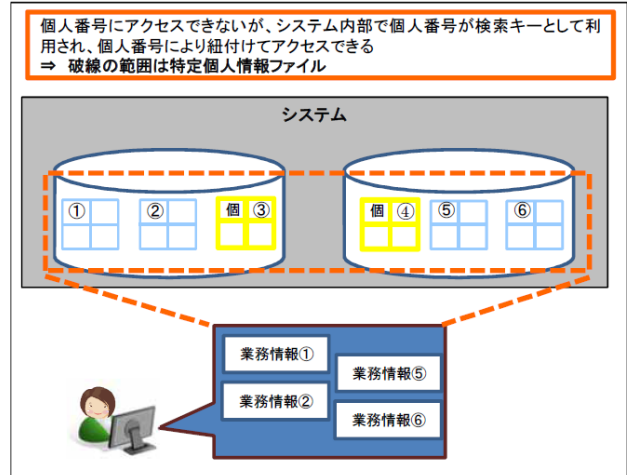 個人番号にアクセスできないが、システム内部で個人番号が検索キーとして利
用され、個人番号により紐付けてアクセスできる
⇒ 破線の範囲は特定個人情報ファイル
システム
①
②
個 ③
個 ④
⑤
⑥
業務情報①
業務情報⑤
業務情報②
業務情報⑥